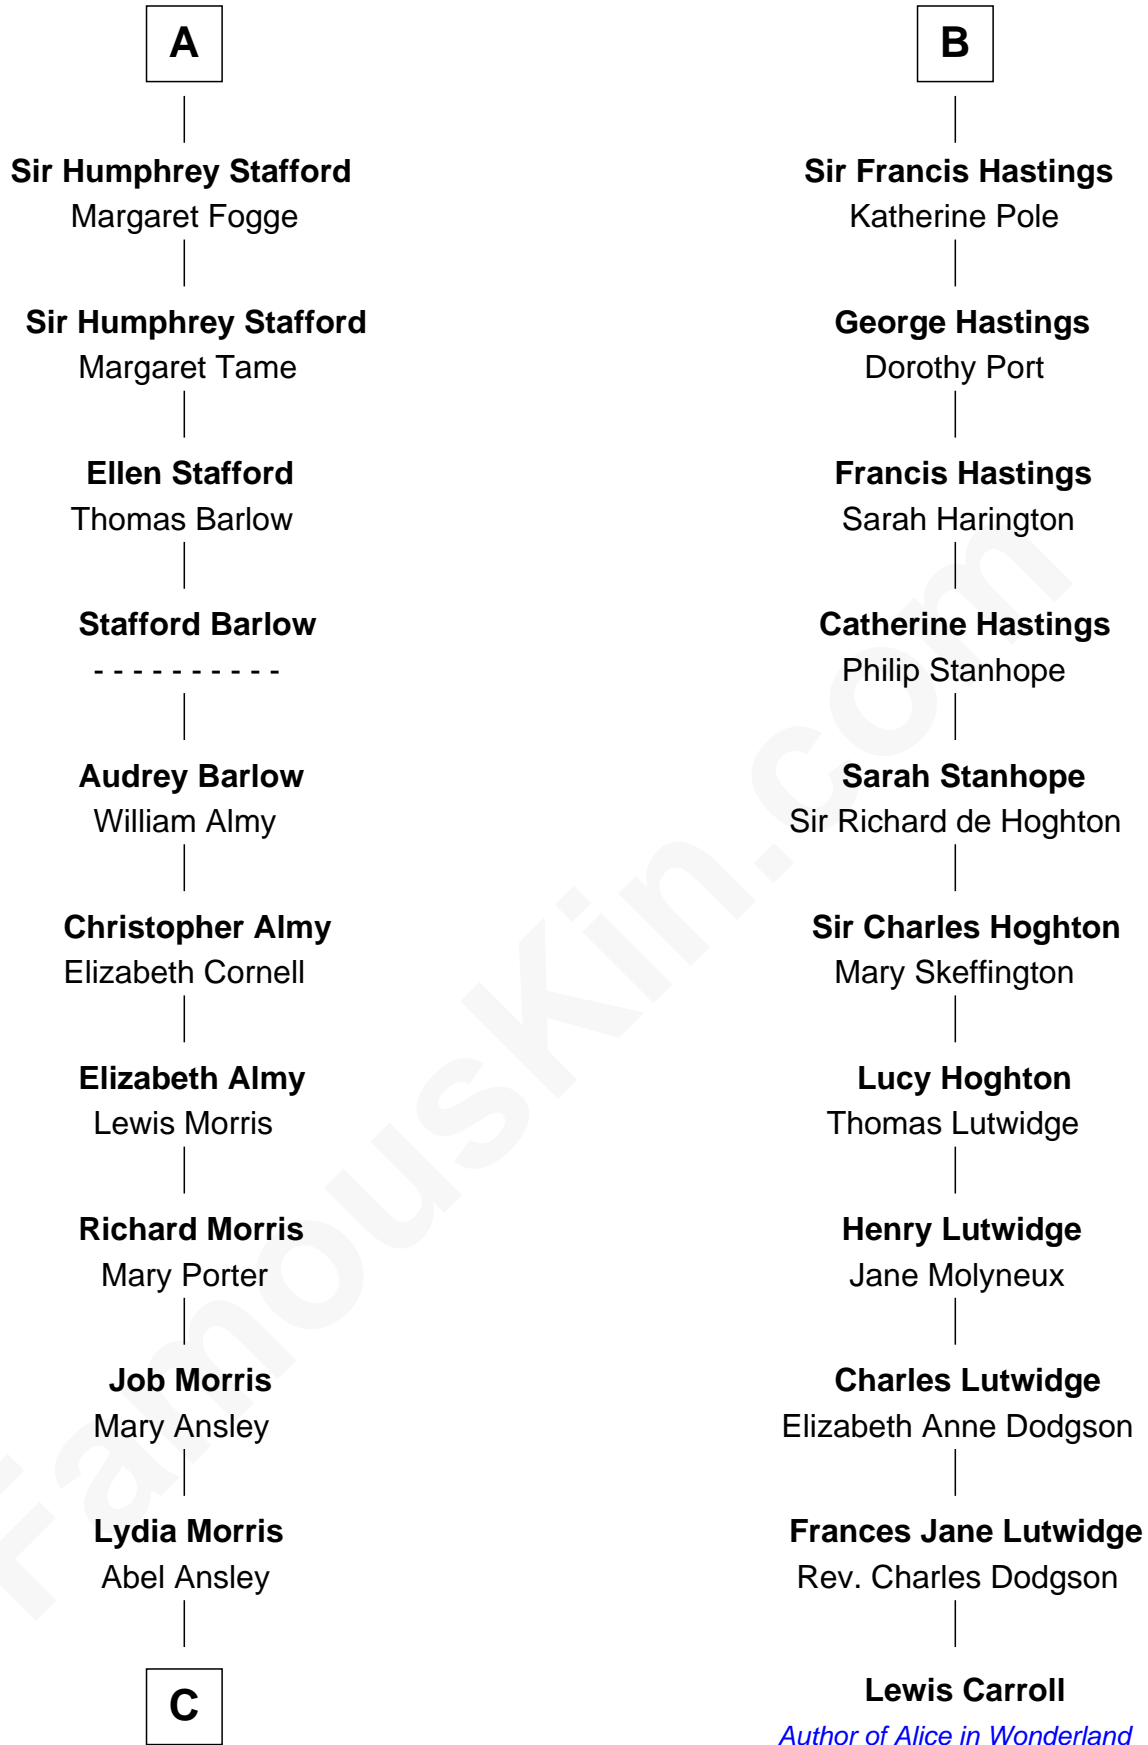 A
Sir Humphrey Stafford
Margaret Fogge
Sir Humphrey Stafford
Margaret Tame
Ellen Stafford
Thomas Barlow
Stafford Barlow
- - - - - - - - - -
Audrey Barlow
William Almy
Christopher Almy
Elizabeth Cornell
Elizabeth Almy
Lewis Morris
Richard Morris
Mary Porter
Job Morris
Mary Ansley
Lydia Morris
Abel Ansley
C
B
Sir Francis Hastings
Katherine Pole
George Hastings
Dorothy Port
Francis Hastings
Sarah Harington
Catherine Hastings
Philip Stanhope
Sarah Stanhope
Sir Richard de Hoghton
Sir Charles Hoghton
Mary Skeffington
Lucy Hoghton
Thomas Lutwidge
Henry Lutwidge
Jane Molyneux
Charles Lutwidge
Elizabeth Anne Dodgson
Frances Jane Lutwidge
Rev. Charles Dodgson
Lewis Carroll
Author of Alice in Wonderland
FamousKin.com